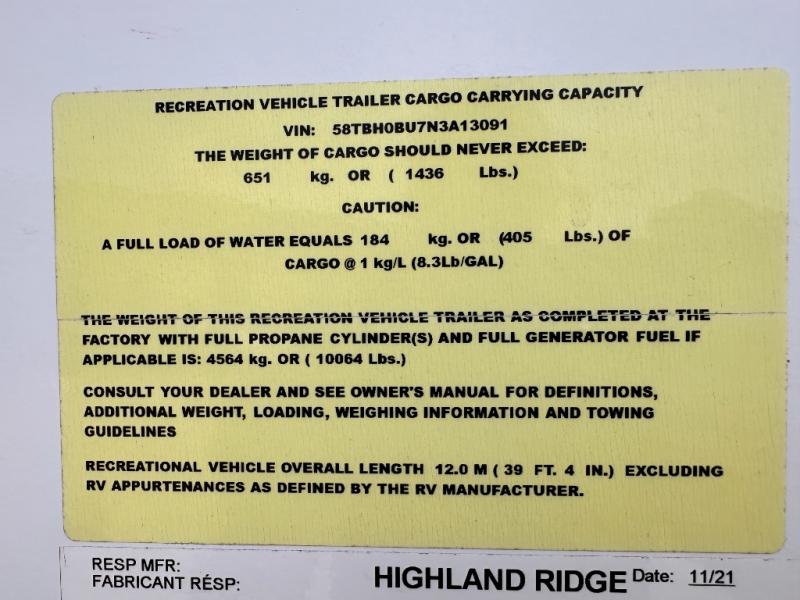 RECREATION VEHICLE TRAILER CARGO CARRYING CAPACITY
VIN: 58TBH0BU7N3A13091
THE WEIGHT OF CARGO SHOULD NEVER EXCEED:
651 kg. OR ( 1436 Lbs.)
CAUTION:
A FULL LOAD OF WATER EQUALS 184 kg. OR (405 Lbs.) OF
CARGO @ 1 kg/L (8.3Lb/GAL)
THE WEIGHT OF THIS RECREATION VEHICLE TRAILER AS COMPLETED AT THE
FACTORY WITH FULL PROPANE CYLINDER(S) AND FULL GENERATOR FUEL IF
APPLICABLE IS: 4564 kg. OR ( 10064 Lbs.)
CONSULT YOUR DEALER AND SEE OWNER'S MANUAL FOR DEFINITIONS,
ADDITIONAL WEIGHT, LOADING, WEIGHING INFORMATION AND TOWING
GUIDELINES
RECREATIONAL VEHICLE OVERALL LENGTH 12.0 M ( 39 FT. 4 IN.) EXCLUDING
RV APPURTENANCES AS DEFINED BY THE RV MANUFACTURER.
RESP MFR:
FABRICANT RÉSP:
HIGHLAND RIDGE Date: 11/21